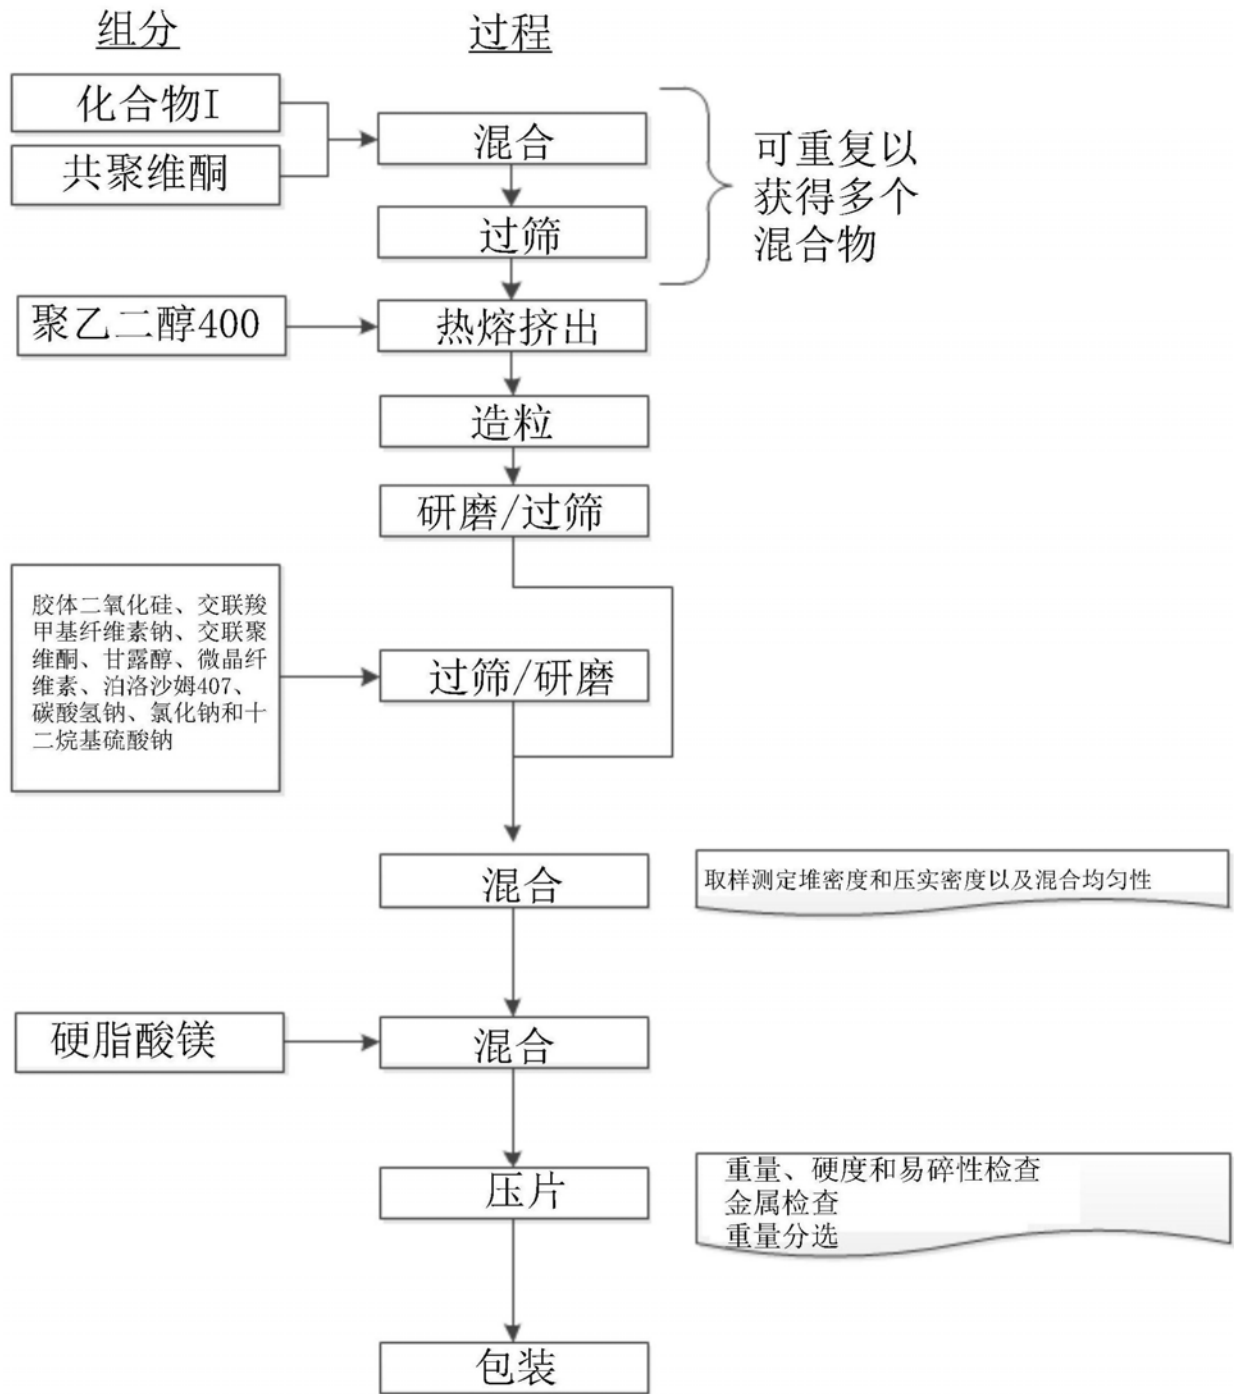 组分
过程
化合物I
共聚维酮
混合
过筛
可重复以
获得多个
混合物
聚乙二醇400
热熔挤出
造粒
研磨/过筛
胶体二氧化硅、交联羧
甲基纤维素钠、交联聚
维酮、甘露醇、微晶纤
维素、泊洛沙姆407、
碳酸氢钠、氯化钠和十
二烷基硫酸钠
过筛/研磨
混合
取样测定堆密度和压实密度以及混合均匀性
硬脂酸镁
混合
压片
重量、硬度和易碎性检查
金属检查
重量分选
包装